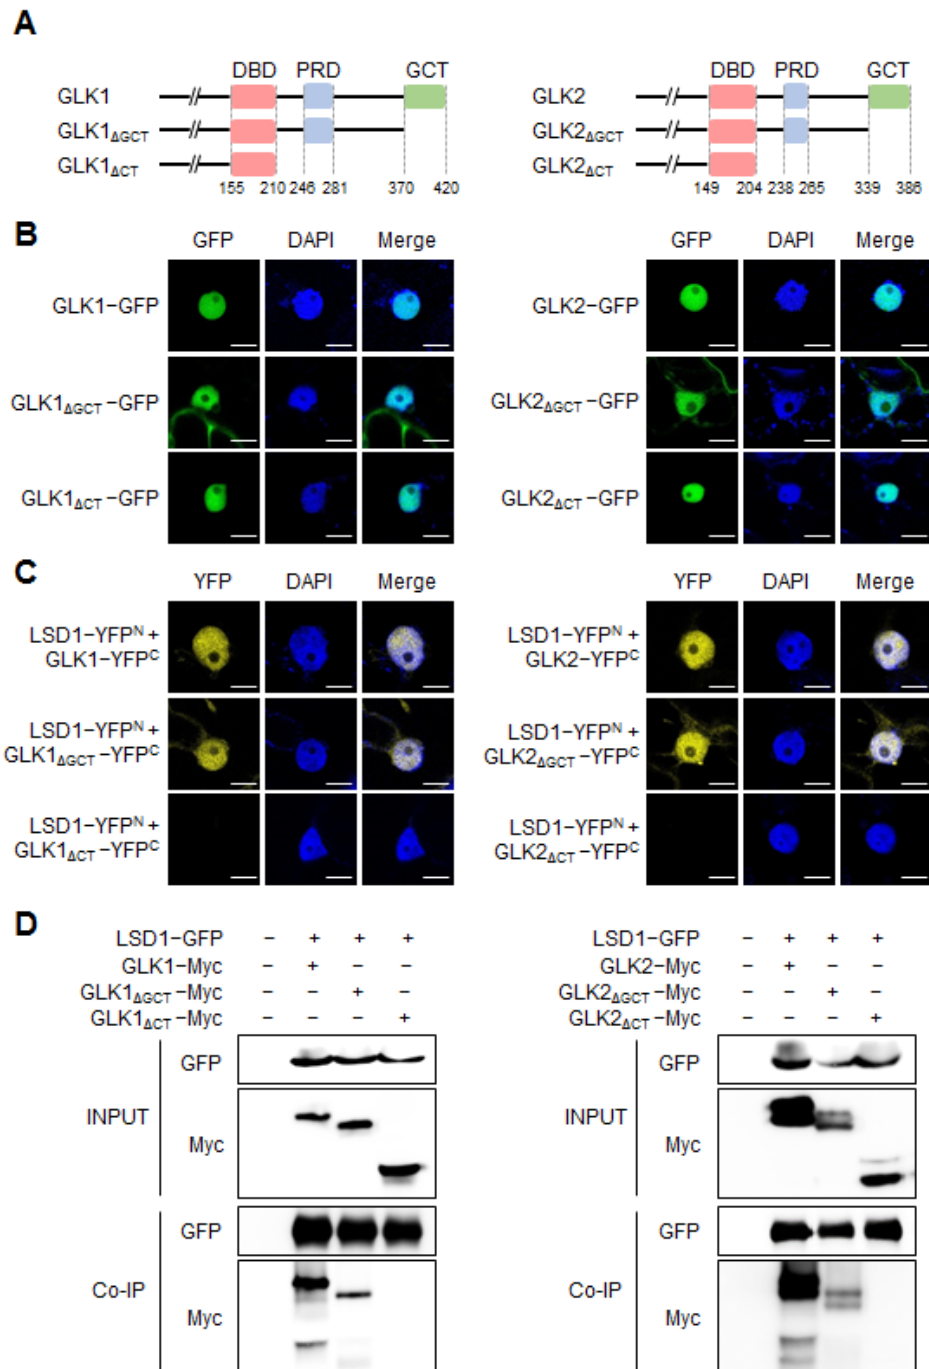 A
DBD PRD GCT
GLK1
GLK1ΔGCT
GLK1ΔCT
155 210 246 281 370 420
DBD PRD GCT
GLK2
GLK2ΔGCT
GLK2ΔCT
149 204 238 265 339 386
B
GFP DAPI Merge
GLK1-GFP
GLK1ΔGCT-GFP
GLK1ΔCT-GFP
GFP DAPI Merge
GLK2-GFP
GLK2ΔGCT-GFP
GLK2ΔCT-GFP
C
YFP DAPI Merge
LSD1-YFPN +
GLK1-YFPC
LSD1-YFPN +
GLK1ΔGCT-YFPC
LSD1-YFPN +
GLK1ΔCT-YFPC
YFP DAPI Merge
LSD1-YFPN +
GLK2-YFPC
LSD1-YFPN +
GLK2ΔGCT-YFPC
LSD1-YFPN +
GLK2ΔCT-YFPC
D
LSD1-GFP - + + +
GLK1-Myc - + - -
GLK1ΔGCT-Myc - - + -
GLK1ΔCT-Myc - - - +
INPUT
GFP
Myc
Co-IP
GFP
Myc
LSD1-GFP - + + +
GLK2-Myc - + - -
GLK2ΔGCT-Myc - - + -
GLK2ΔCT-Myc - - - +
INPUT
GFP
Myc
Co-IP
GFP
Myc